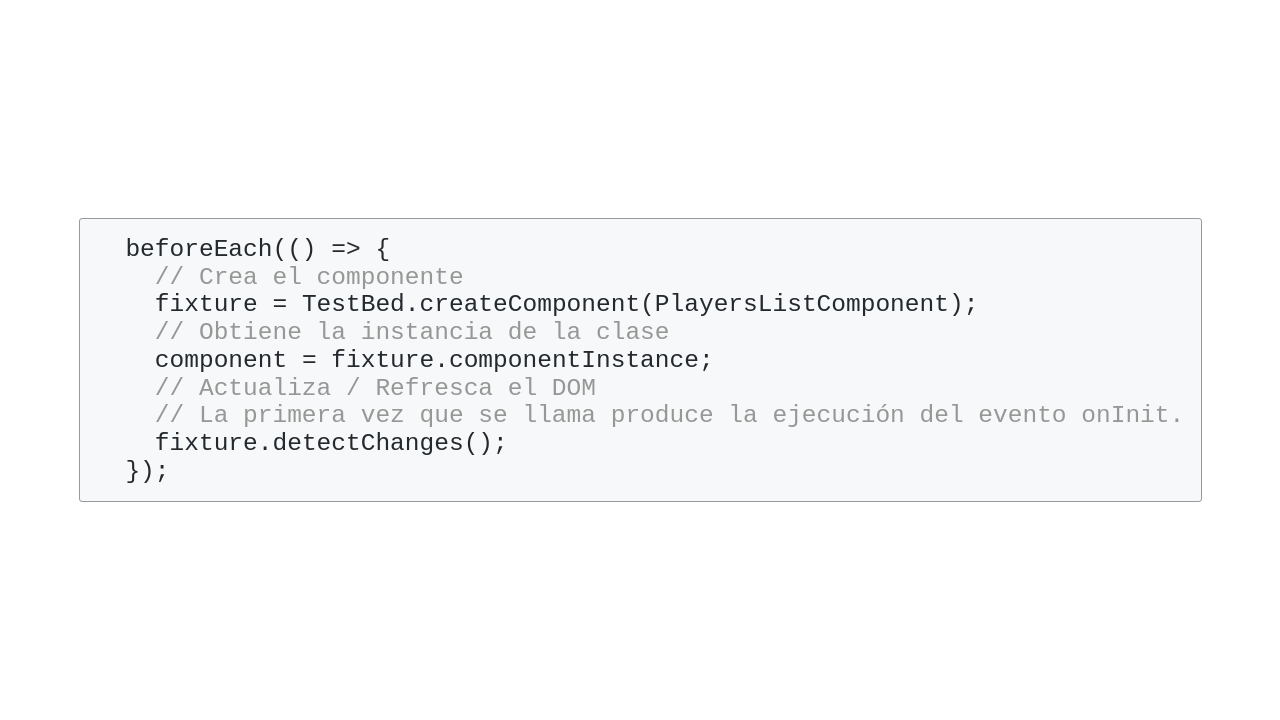 beforeEach(() => {
// Crea el componente
fixture = TestBed.createComponent(PlayersListComponent);
// Obtiene la instancia de la clase
component = fixture.componentInstance;
// Actualiza / Refresca el DOM
// La primera vez que se llama produce la ejecución del evento onInit.
fixture.detectChanges();
});